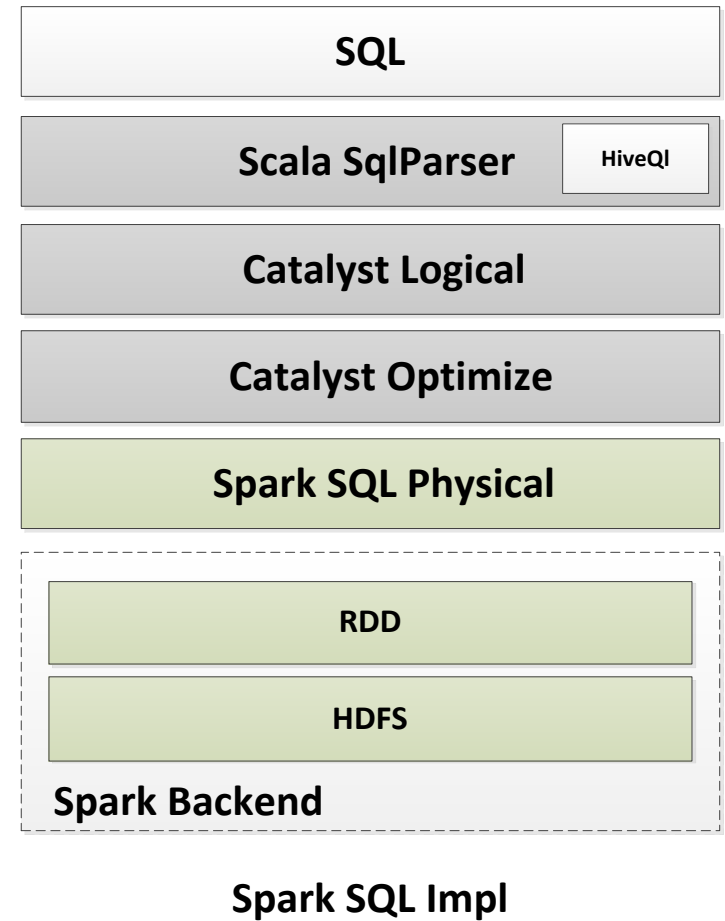 SQL
Scala SqlParser
HiveQl
Catalyst Logical
Catalyst Optimize
Spark SQL Physical
RDD
HDFS
Spark Backend
Spark SQL Impl